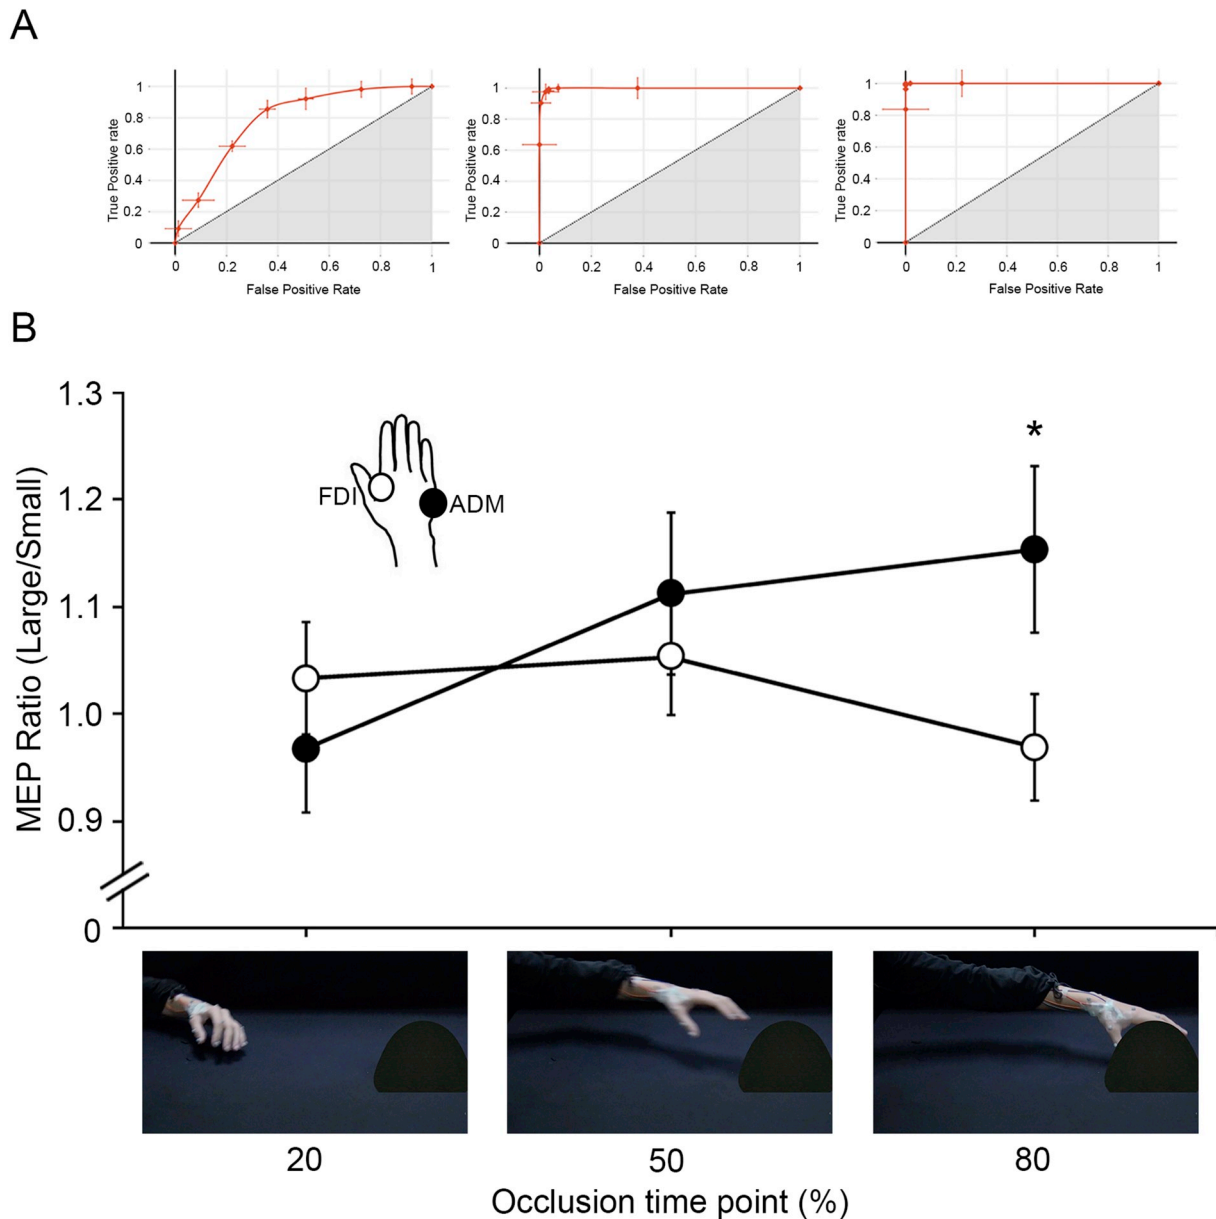 A
True Positive rate
1
0.8
0.6
0.4
0.2
0
0 0.2 0.4 0.6 0.8 1
False Positive Rate
True Positive rate
1
0.8
0.6
0.4
0.2
0
0 0.2 0.4 0.6 0.8 1
False Positive Rate
True Positive rate
1
0.8
0.6
0.4
0.2
0
0 0.2 0.4 0.6 0.8 1
False Positive Rate
B
MEP Ratio (Large/Small)
1.3
1.2
1.1
1.0
0.9
0
FDI ADM
*
20 50 80
Occlusion time point (%)